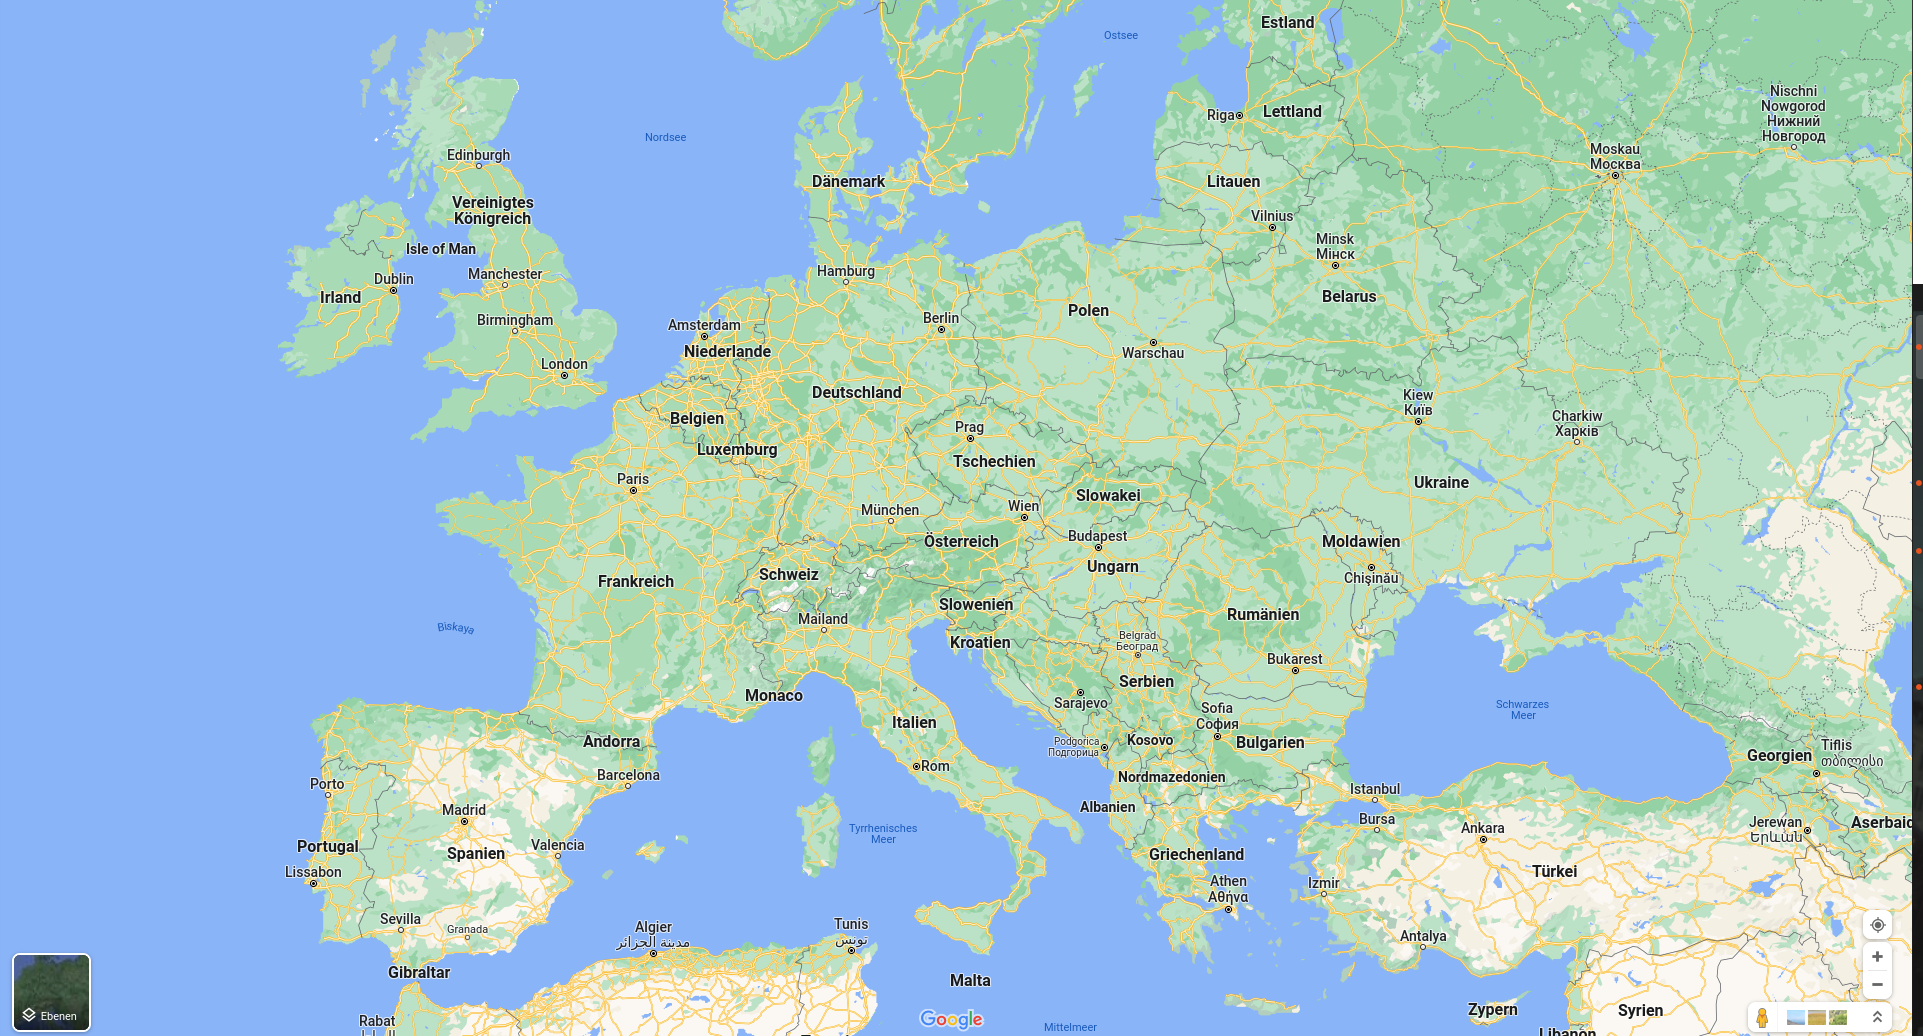 Estland
Ostsee
Nischni
Nowgorod
Нижний
Новгород
Riga
Lettland
Nordsee
Moskau
Москва
Edinburgh
Dänemark
Litauen
Vereinigtes
Königreich
Vilnius
Minsk
Мінск
Isle of Man
Dublin
Manchester
Hamburg
Irland
Belarus
Polen
Birmingham
Berlin
Amsterdam
Niederlande
Warschau
London
Deutschland
Kiew
Київ
Belgien
Prag
Charkiw
Харків
Luxemburg
Tschechien
Paris
Ukraine
Slowakei
München
Wien
Österreich
Budapest
Moldawien
Ungarn
Schweiz
Chișinău
Frankreich
Slowenien
Rumänien
Mailand
Biskaya
Kroatien
Belgrad
Београд
Bukarest
Serbien
Monaco
Sarajevo
Schwarzes
Meer
Sofia
София
Italien
Andorra
Podgorica
Подгорица
Kosovo
Bulgarien
Georgien
Tiflis
თბილისი
Rom
Barcelona
Nordmazedonien
Porto
Istanbul
Madrid
Albanien
Bursa
Ankara
Jerewan
Երևան
Aserbaid
Tyrrhenisches
Meer
Portugal
Spanien
Valencia
Griechenland
Lissabon
Türkei
Athen
Αθήνα
Izmir
Sevilla
Granada
Algier
مدينة الجزائر
Tunis
تونس
Antalya
Gibraltar
Malta
Zypern
Syrien
Ebenen
Google
Rabat
Mittelmeer
Libanon